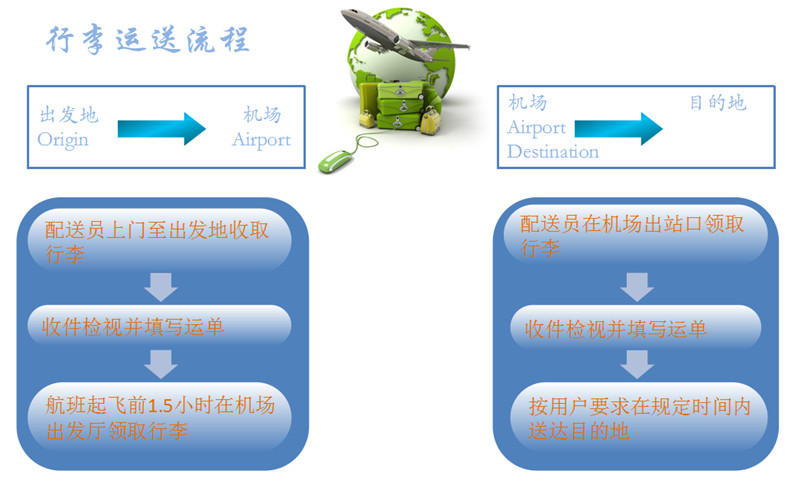 行李运送流程
出发地
Origin
机场
Airport
机场
Airport
Destination
目的地
配送员上门至出发地收取
行李
收件检视并填写运单
航班起飞前1.5小时在机场
出发厅领取行李
配送员在机场出站口领取
行李
收件检视并填写运单
按用户要求在规定时间内
送达目的地